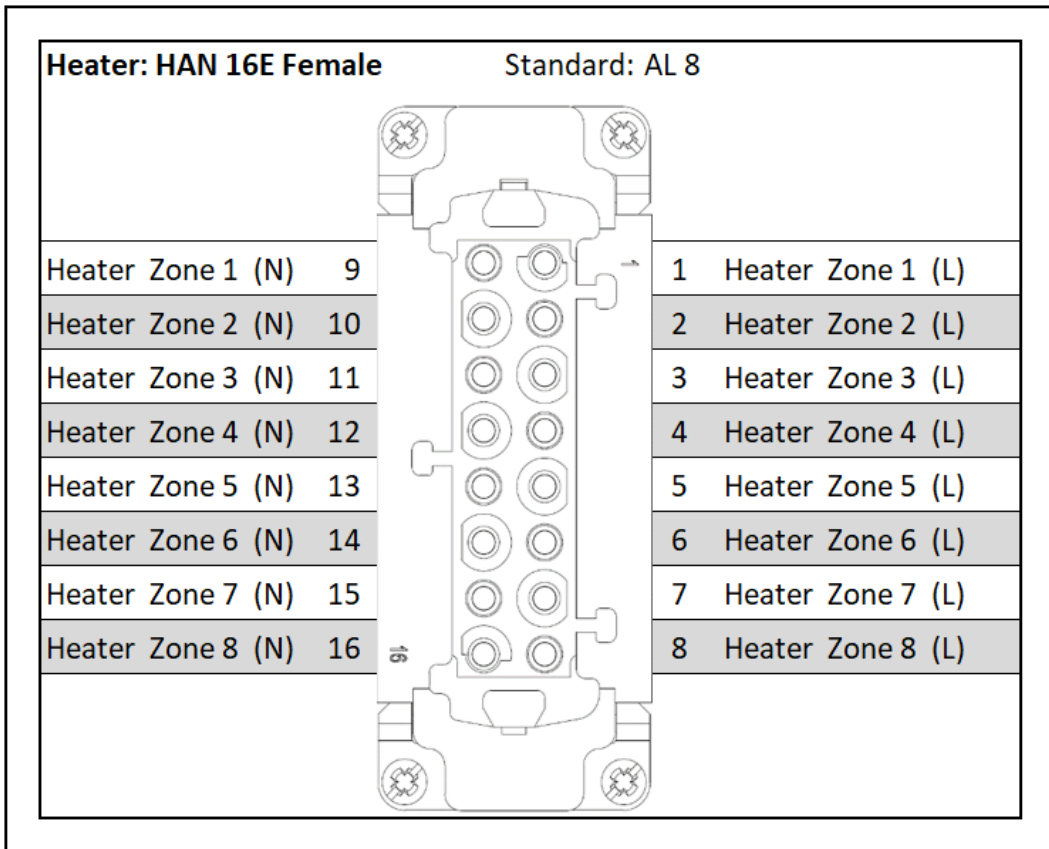 Heater: HAN 16E Female Standard: AL 8
Heater Zone 1 (N) 9 1 1 Heater Zone 1 (L)
Heater Zone 2 (N) 10 2 Heater Zone 2 (L)
Heater Zone 3 (N) 11 3 Heater Zone 3 (L)
Heater Zone 4 (N) 12 4 Heater Zone 4 (L)
Heater Zone 5 (N) 13 5 Heater Zone 5 (L)
Heater Zone 6 (N) 14 6 Heater Zone 6 (L)
Heater Zone 7 (N) 15 7 Heater Zone 7 (L)
Heater Zone 8 (N) 16 16 8 Heater Zone 8 (L)